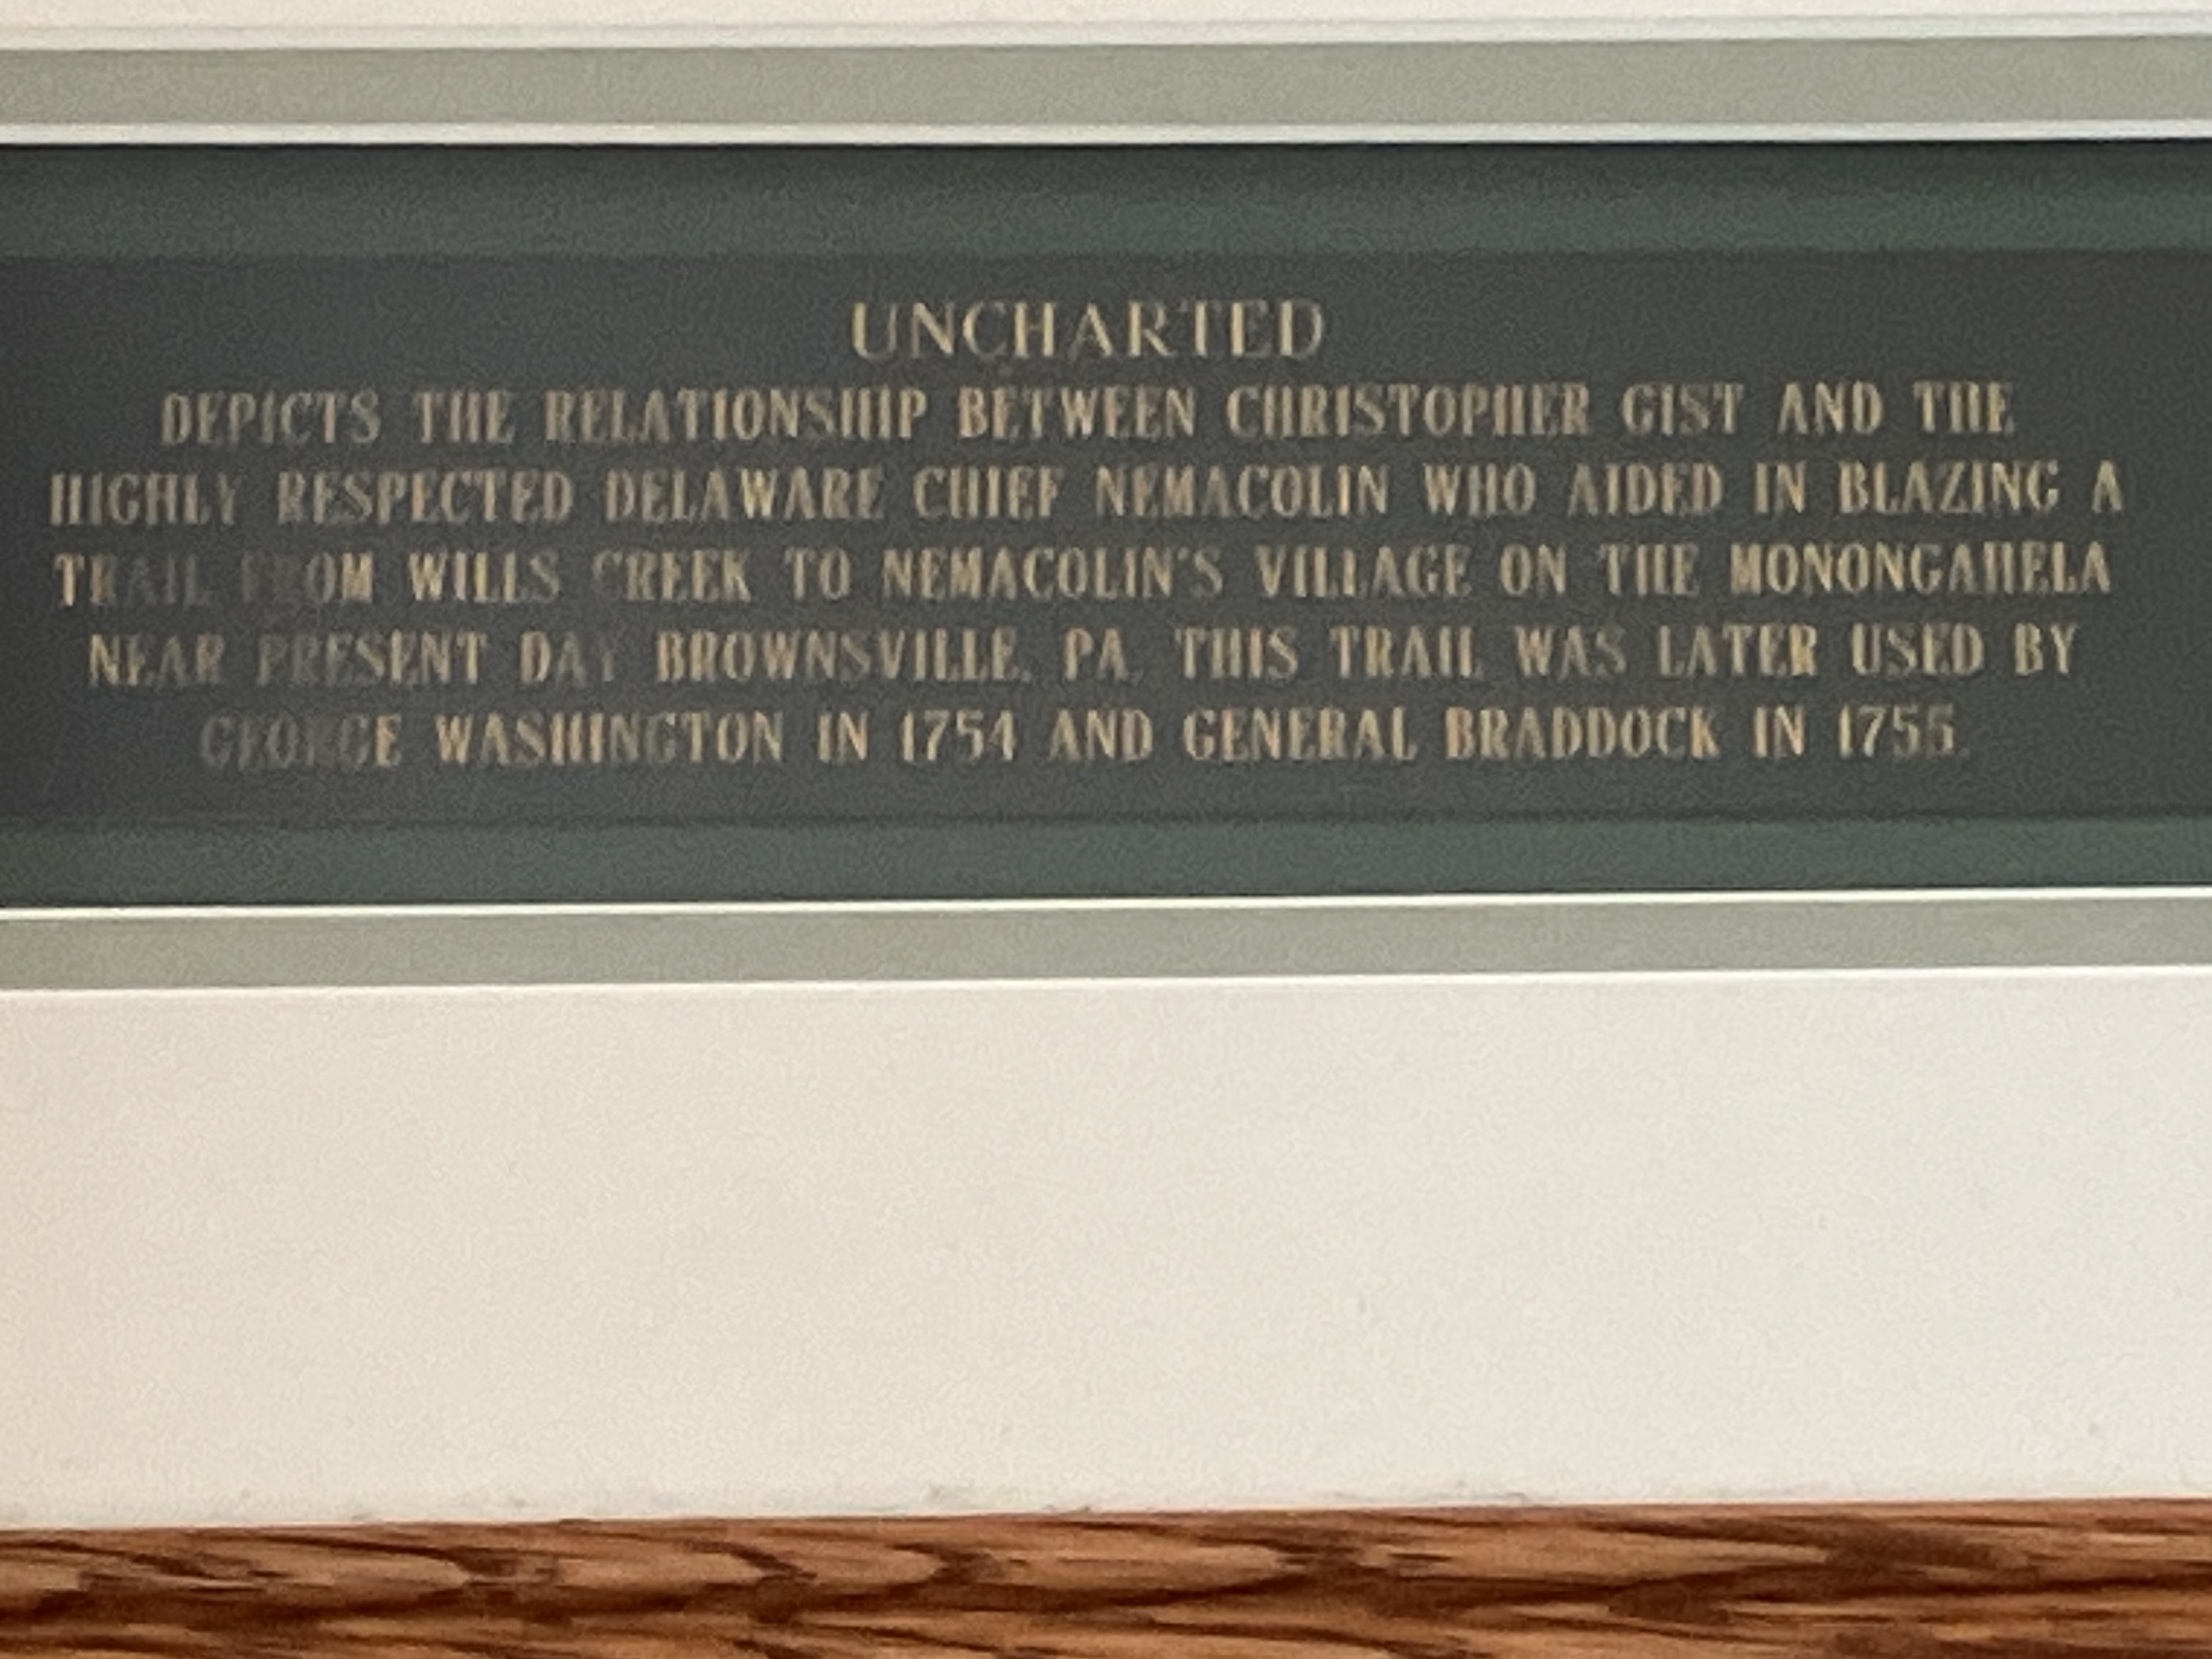 UNCHARTED
DEPICTS THE RELATIONSHIP BETWEEN CHRISTOPHER GIST AND THE
HIGHLY RESPECTED DELAWARE CHIEF NEMACOLIN WHO AIDED IN BLAZING A
TRAIL FROM WILLS CREEK TO NEMACOLIN'S VILLAGE ON THE MONONGAHELA
NEAR PRESENT DAY BROWNSVILLE, PA. THIS TRAIL WAS LATER USED BY
GEORGE WASHINGTON IN 1754 AND GENERAL BRADDOCK IN 1755.